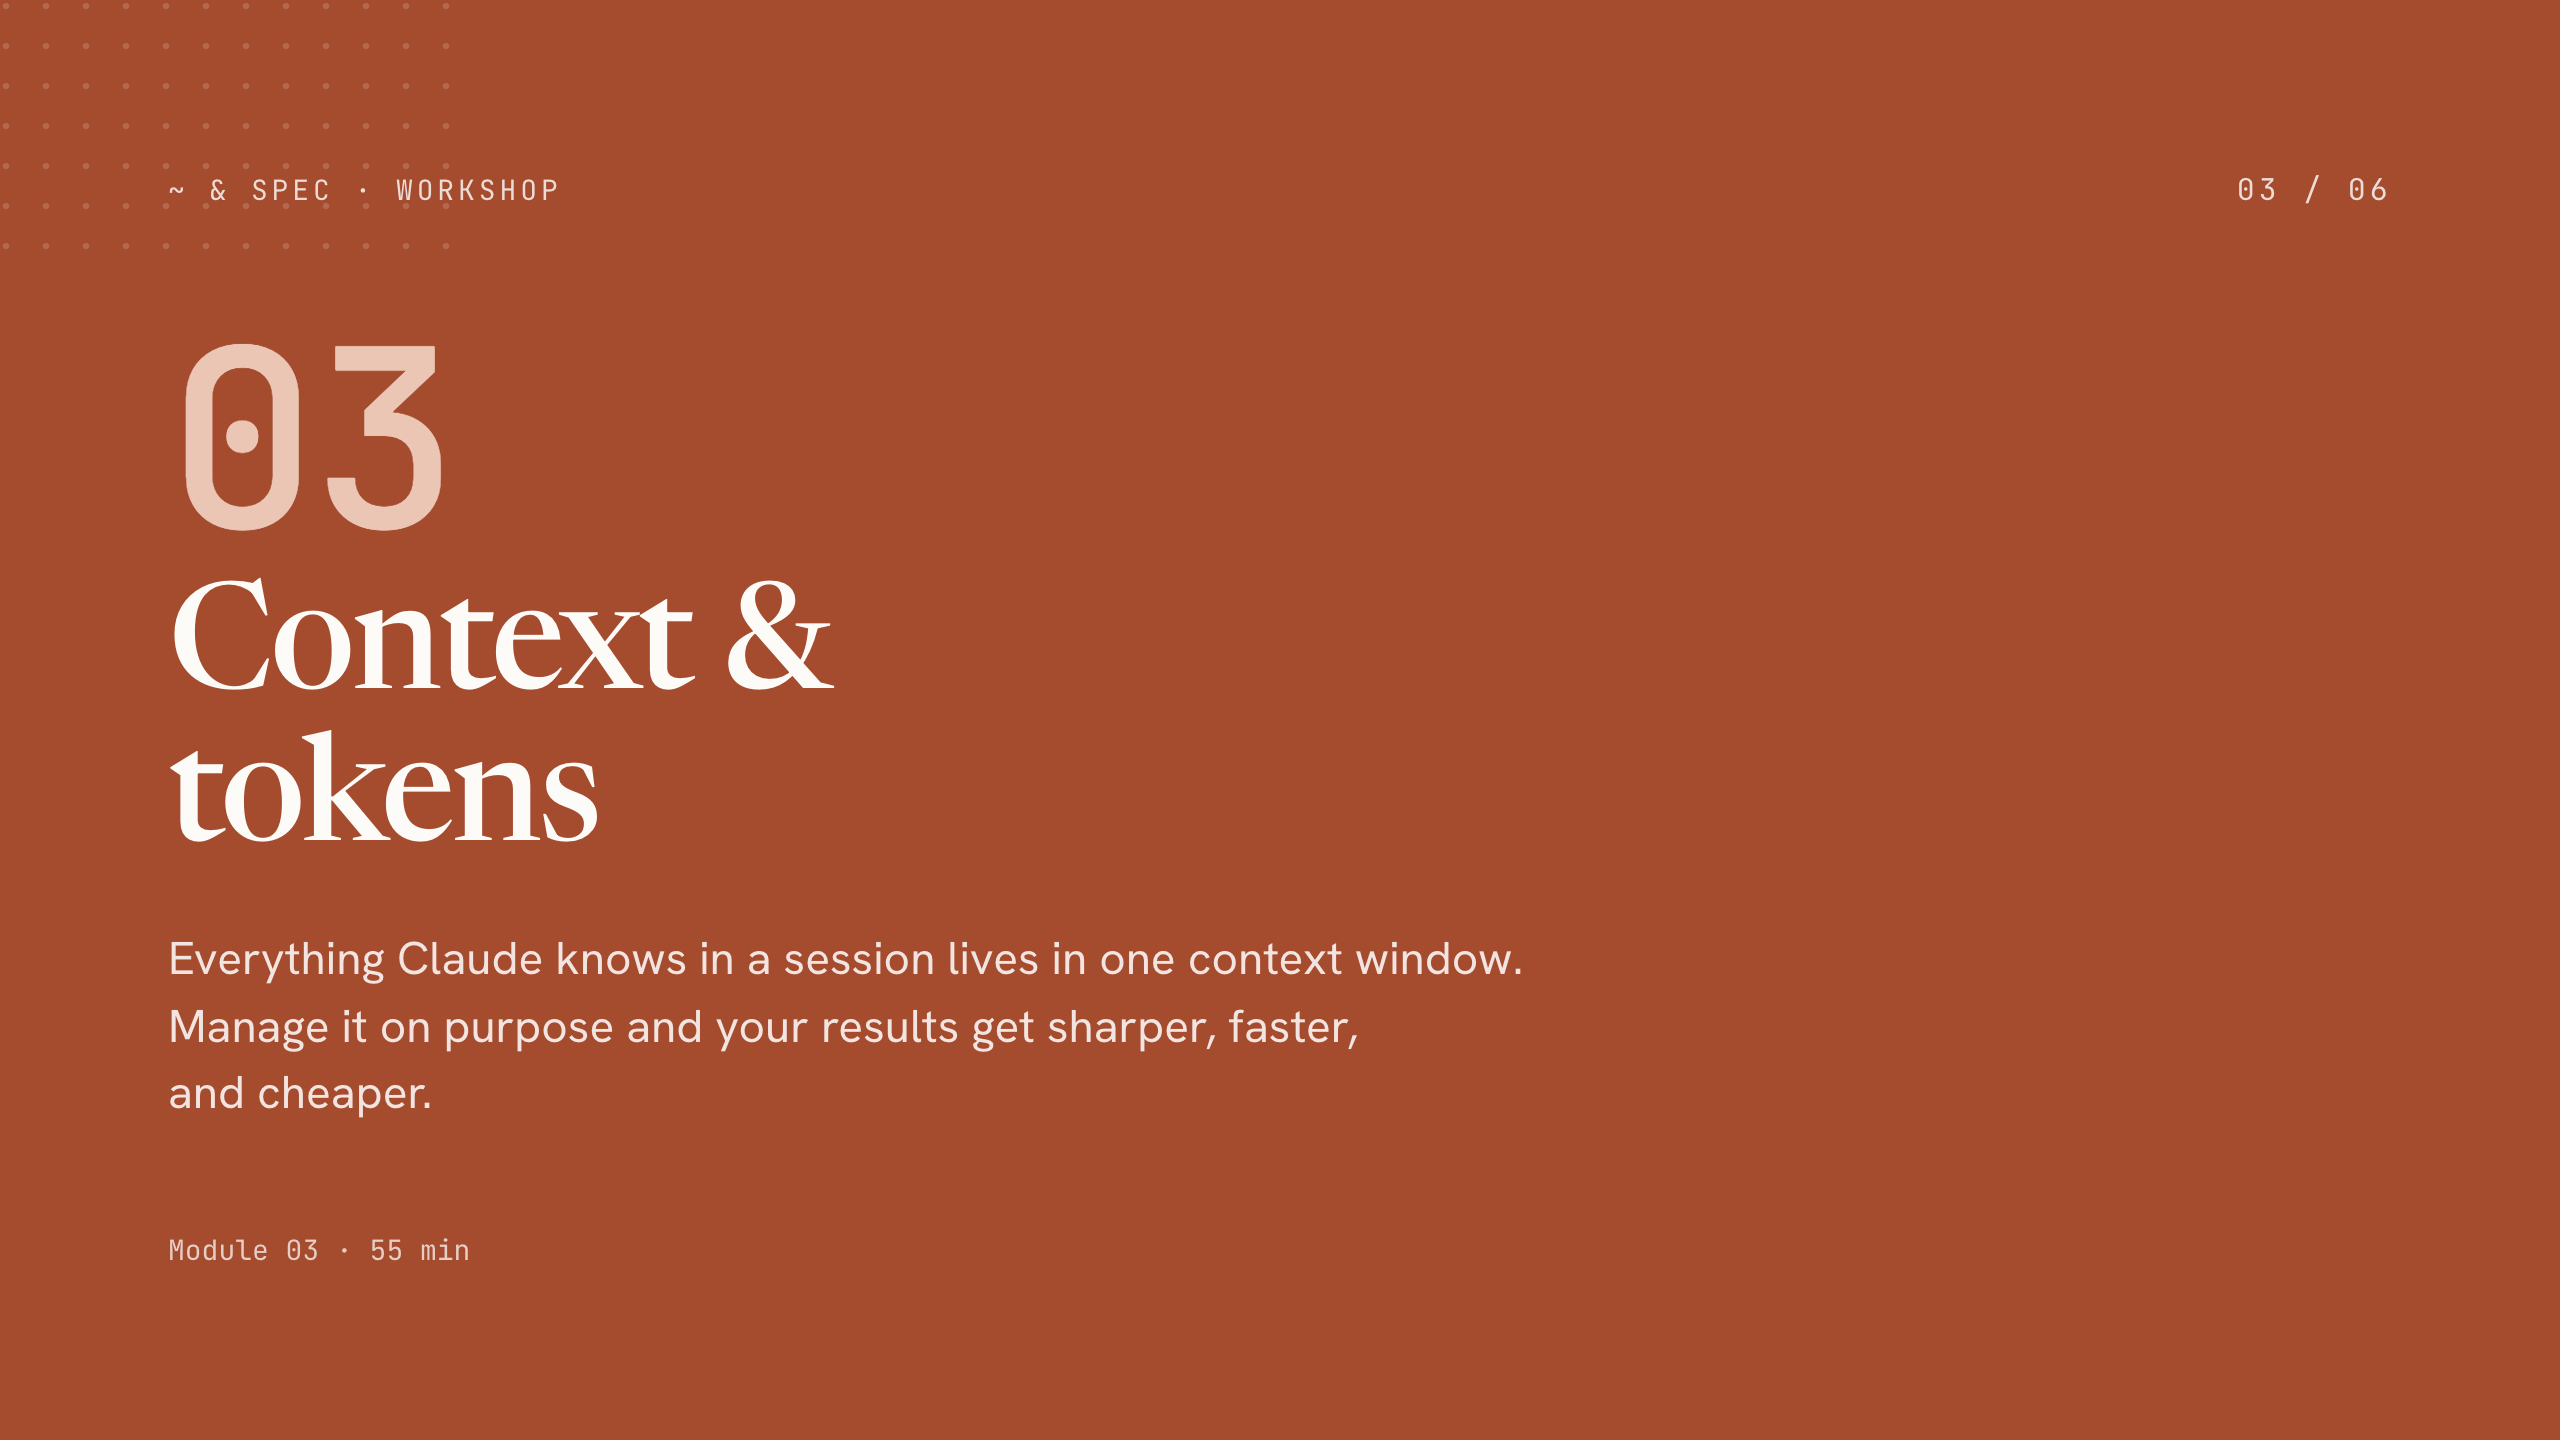 ~ & SPEC · WORKSHOP
03 / 06
03
Context &
tokens
Everything Claude knows in a session lives in one context window.
Manage it on purpose and your results get sharper, faster,
and cheaper.
Module 03 · 55 min